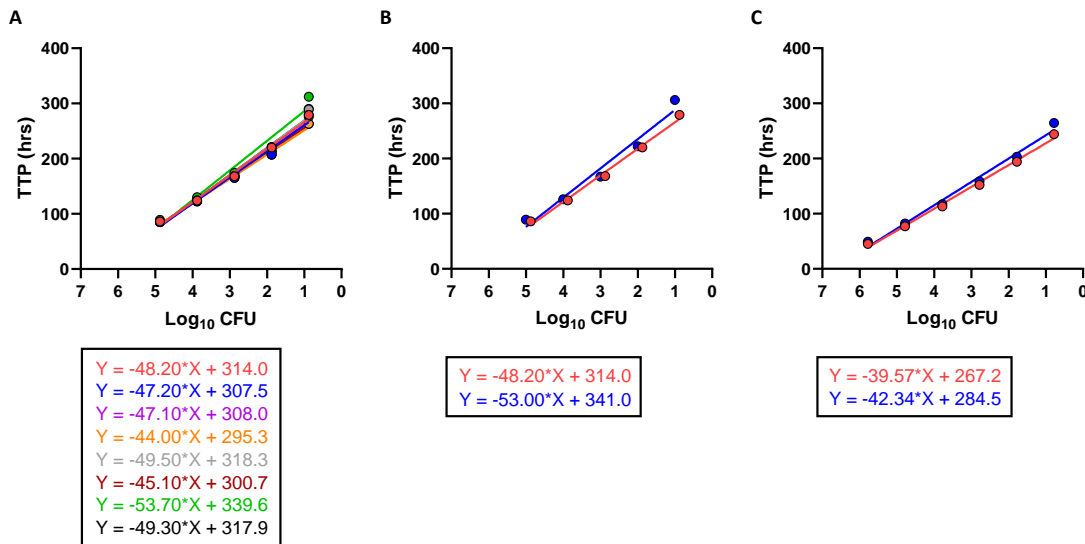 A
400
300
200
100
0
TTP (hrs)
7 6 5 4 3 2 1 0
Log10 CFU
Y = -48.20*X + 314.0
Y = -47.20*X + 307.5
Y = -47.10*X + 308.0
Y = -44.00*X + 295.3
Y = -49.50*X + 318.3
Y = -45.10*X + 300.7
Y = -53.70*X + 339.6
Y = -49.30*X + 317.9
B
400
300
200
100
0
TTP (hrs)
7 6 5 4 3 2 1 0
Log10 CFU
Y = -48.20*X + 314.0
Y = -53.00*X + 341.0
C
400
300
200
100
0
TTP (hrs)
7 6 5 4 3 2 1 0
Log10 CFU
Y = -39.57*X + 267.2
Y = -42.34*X + 284.5